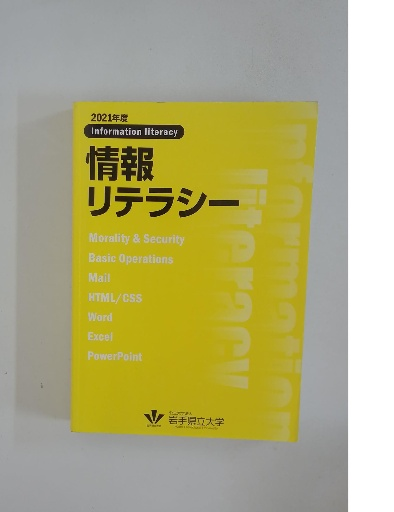 2021年度
Information literacy
情報
リテラシー
Morality & Security
Basic Operations
Mail
HTML/CSS
Word
Excel
PowerPoint
Information
literacy
岩手県立大学